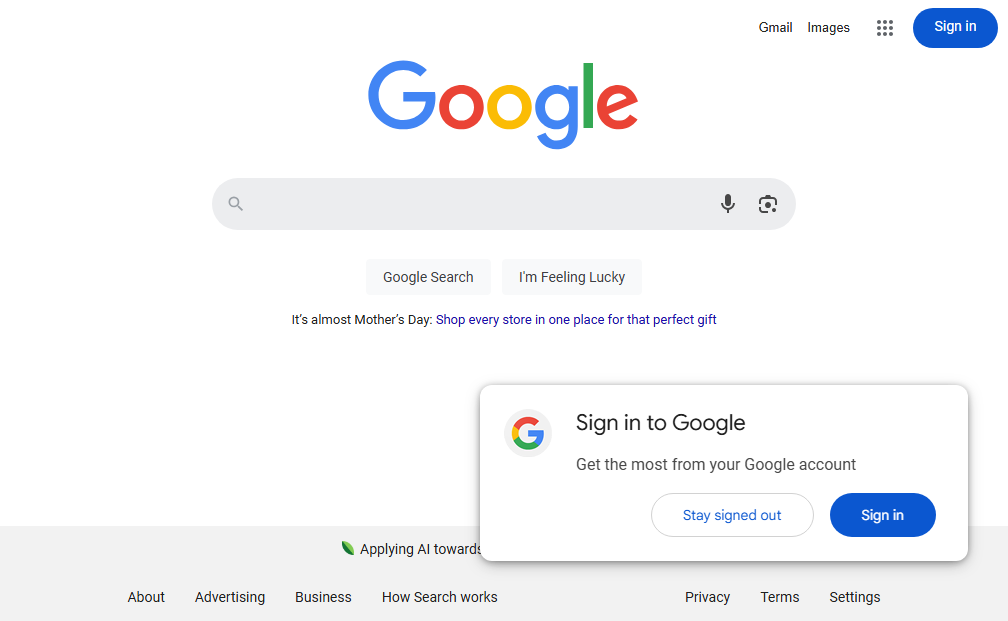 Gmail Images Sign in
Google
Google Search I'm Feeling Lucky
It’s almost Mother’s Day: Shop every store in one place for that perfect gift
Sign in to Google
Get the most from your Google account
Stay signed out Sign in
Applying AI towards
About Advertising Business How Search works Privacy Terms Settings